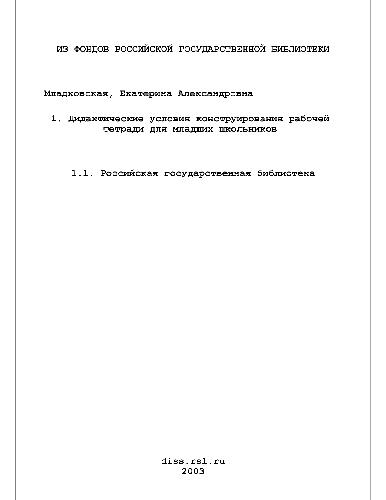 ИЗ ФОНДОВ РОССИЙСКОЙ ГОСУДАРСТВЕННОЙ БИБЛИОТЕКИ
Младковская, Екатерина Александровна
1. Дидактические условия конструирования рабочей
тетради для младших школьников
1.1. Российская государственная библиотека
diss.rsl.ru
2003